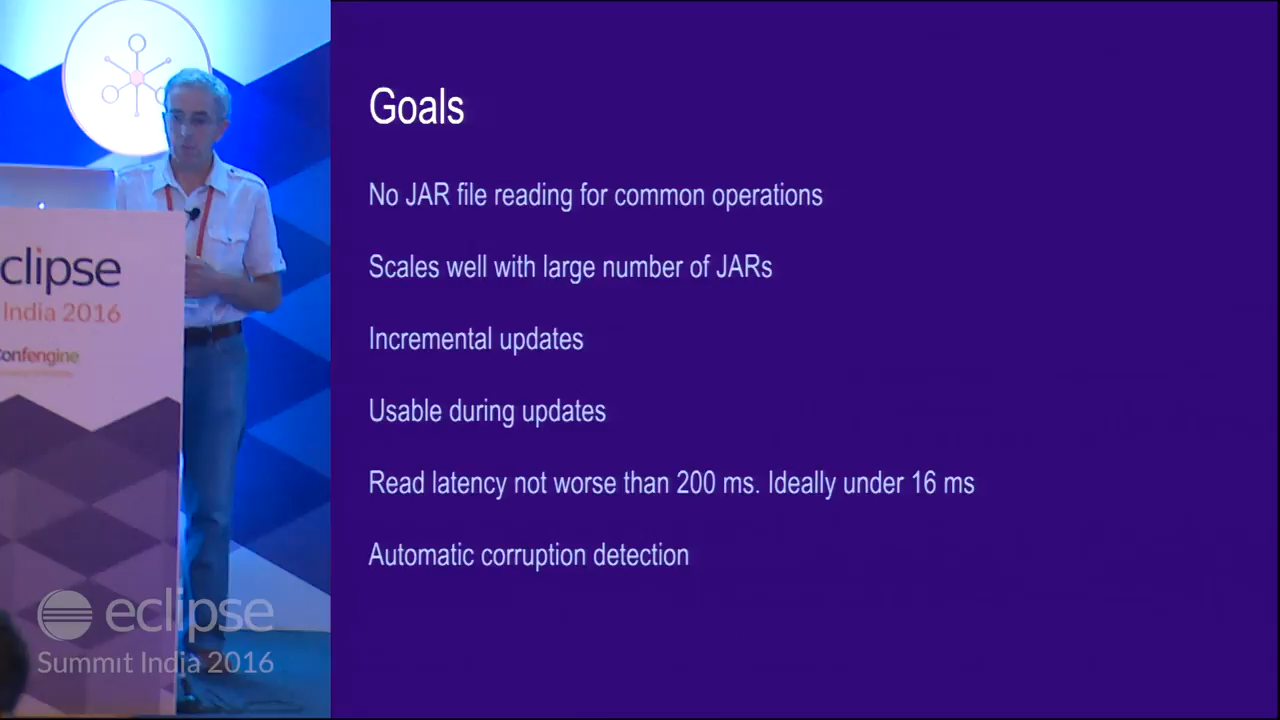 Goals
No JAR file reading for common operations
Scales well with large number of JARs
Incremental updates
Usable during updates
Read latency not worse than 200 ms. Ideally under 16 ms
Automatic corruption detection
clipse
India 2016
Confengine
eclipse
Summit India 2016